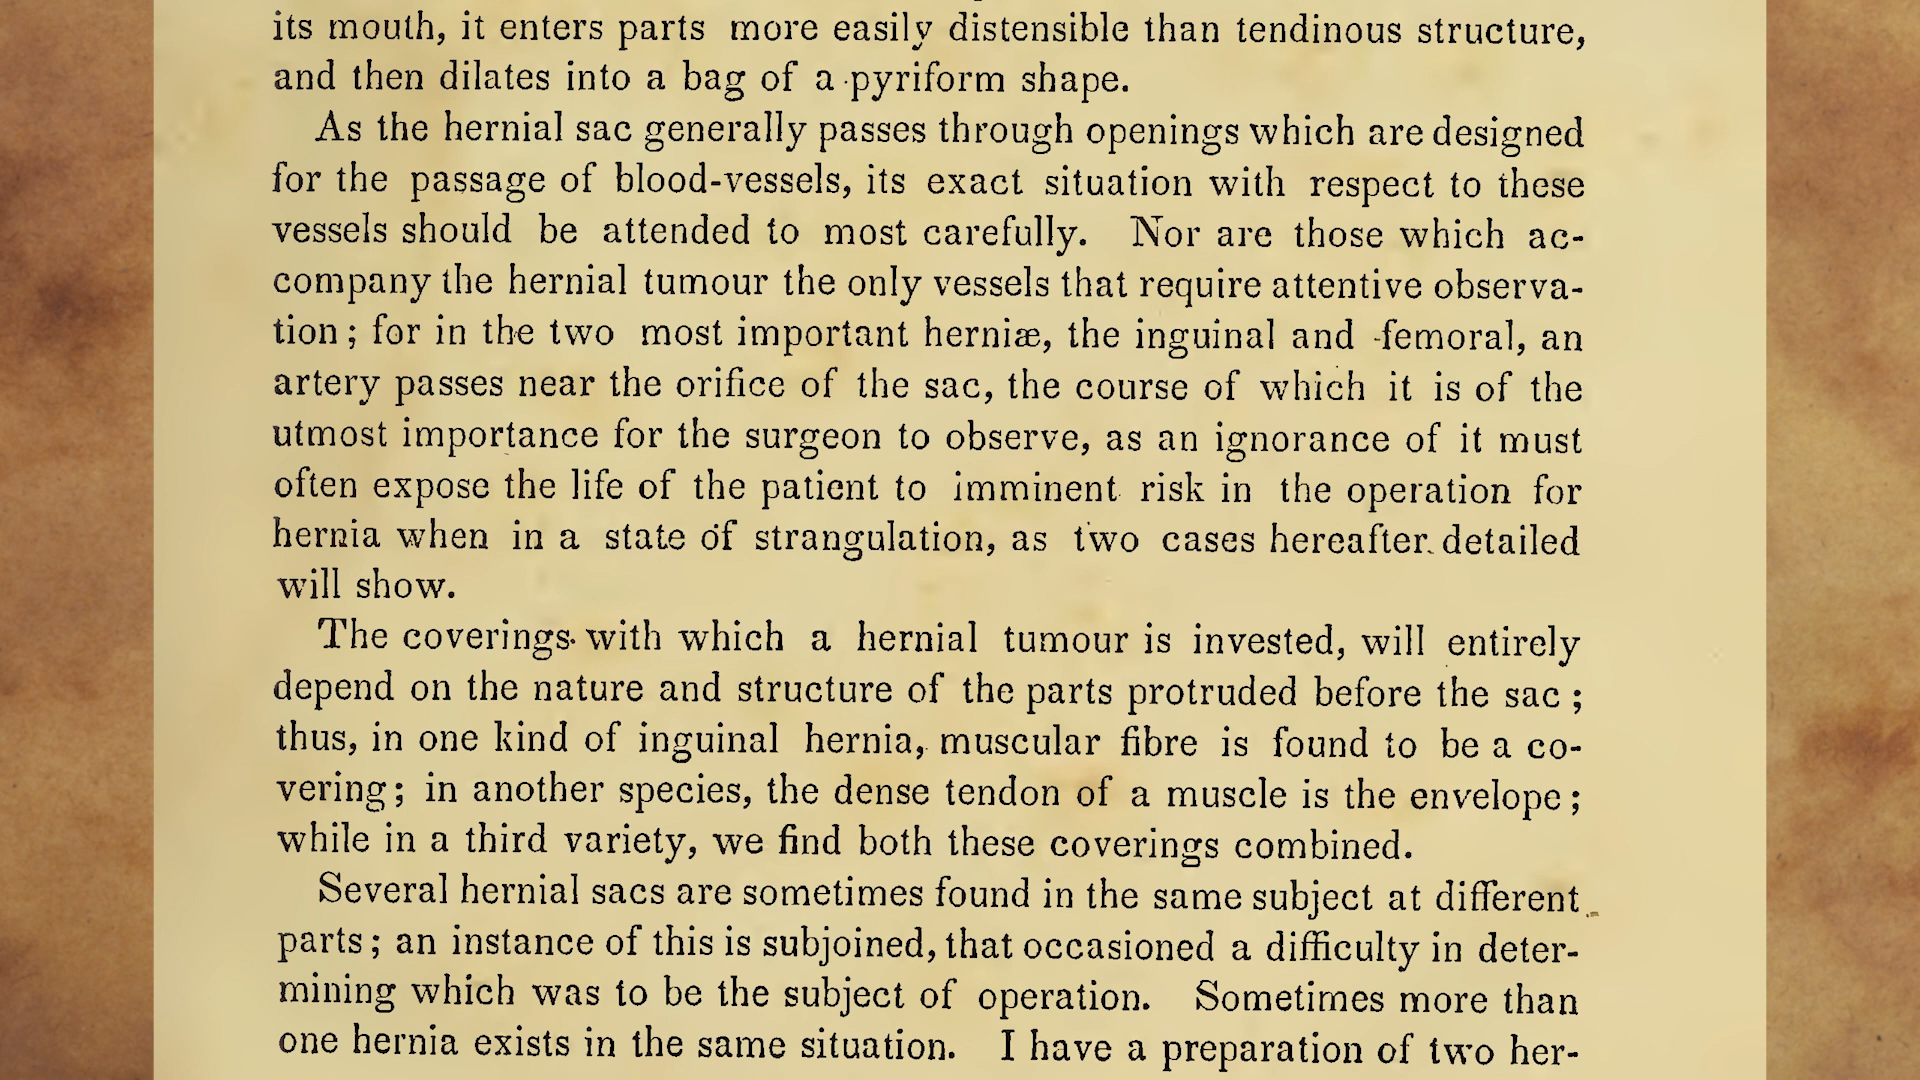 its mouth, it enters parts more easily distensible than tendinous structure,
and then dilates into a bag of a pyriform shape.
As the hernial sac generally passes through openings which are designed
for the passage of blood-vessels, its exact situation with respect to these
vessels should be attended to most carefully. Nor are those which ac-
company the hernial tumour the only vessels that require attentive observa-
tion; for in the two most important herniæ, the inguinal and femoral, an
artery passes near the orifice of the sac, the course of which it is of the
utmost importance for the surgeon to observe, as an ignorance of it must
often expose the life of the patient to imminent risk in the operation for
hernia when in a state of strangulation, as two cases hereafter detailed
will show.
The coverings with which a hernial tumour is invested, will entirely
depend on the nature and structure of the parts protruded before the sac;
thus, in one kind of inguinal hernia, muscular fibre is found to be a co-
vering; in another species, the dense tendon of a muscle is the envelope;
while in a third variety, we find both these coverings combined.
Several hernial sacs are sometimes found in the same subject at different
parts; an instance of this is subjoined, that occasioned a difficulty in deter-
mining which was to be the subject of operation. Sometimes more than
one hernia exists in the same situation. I have a preparation of two her-